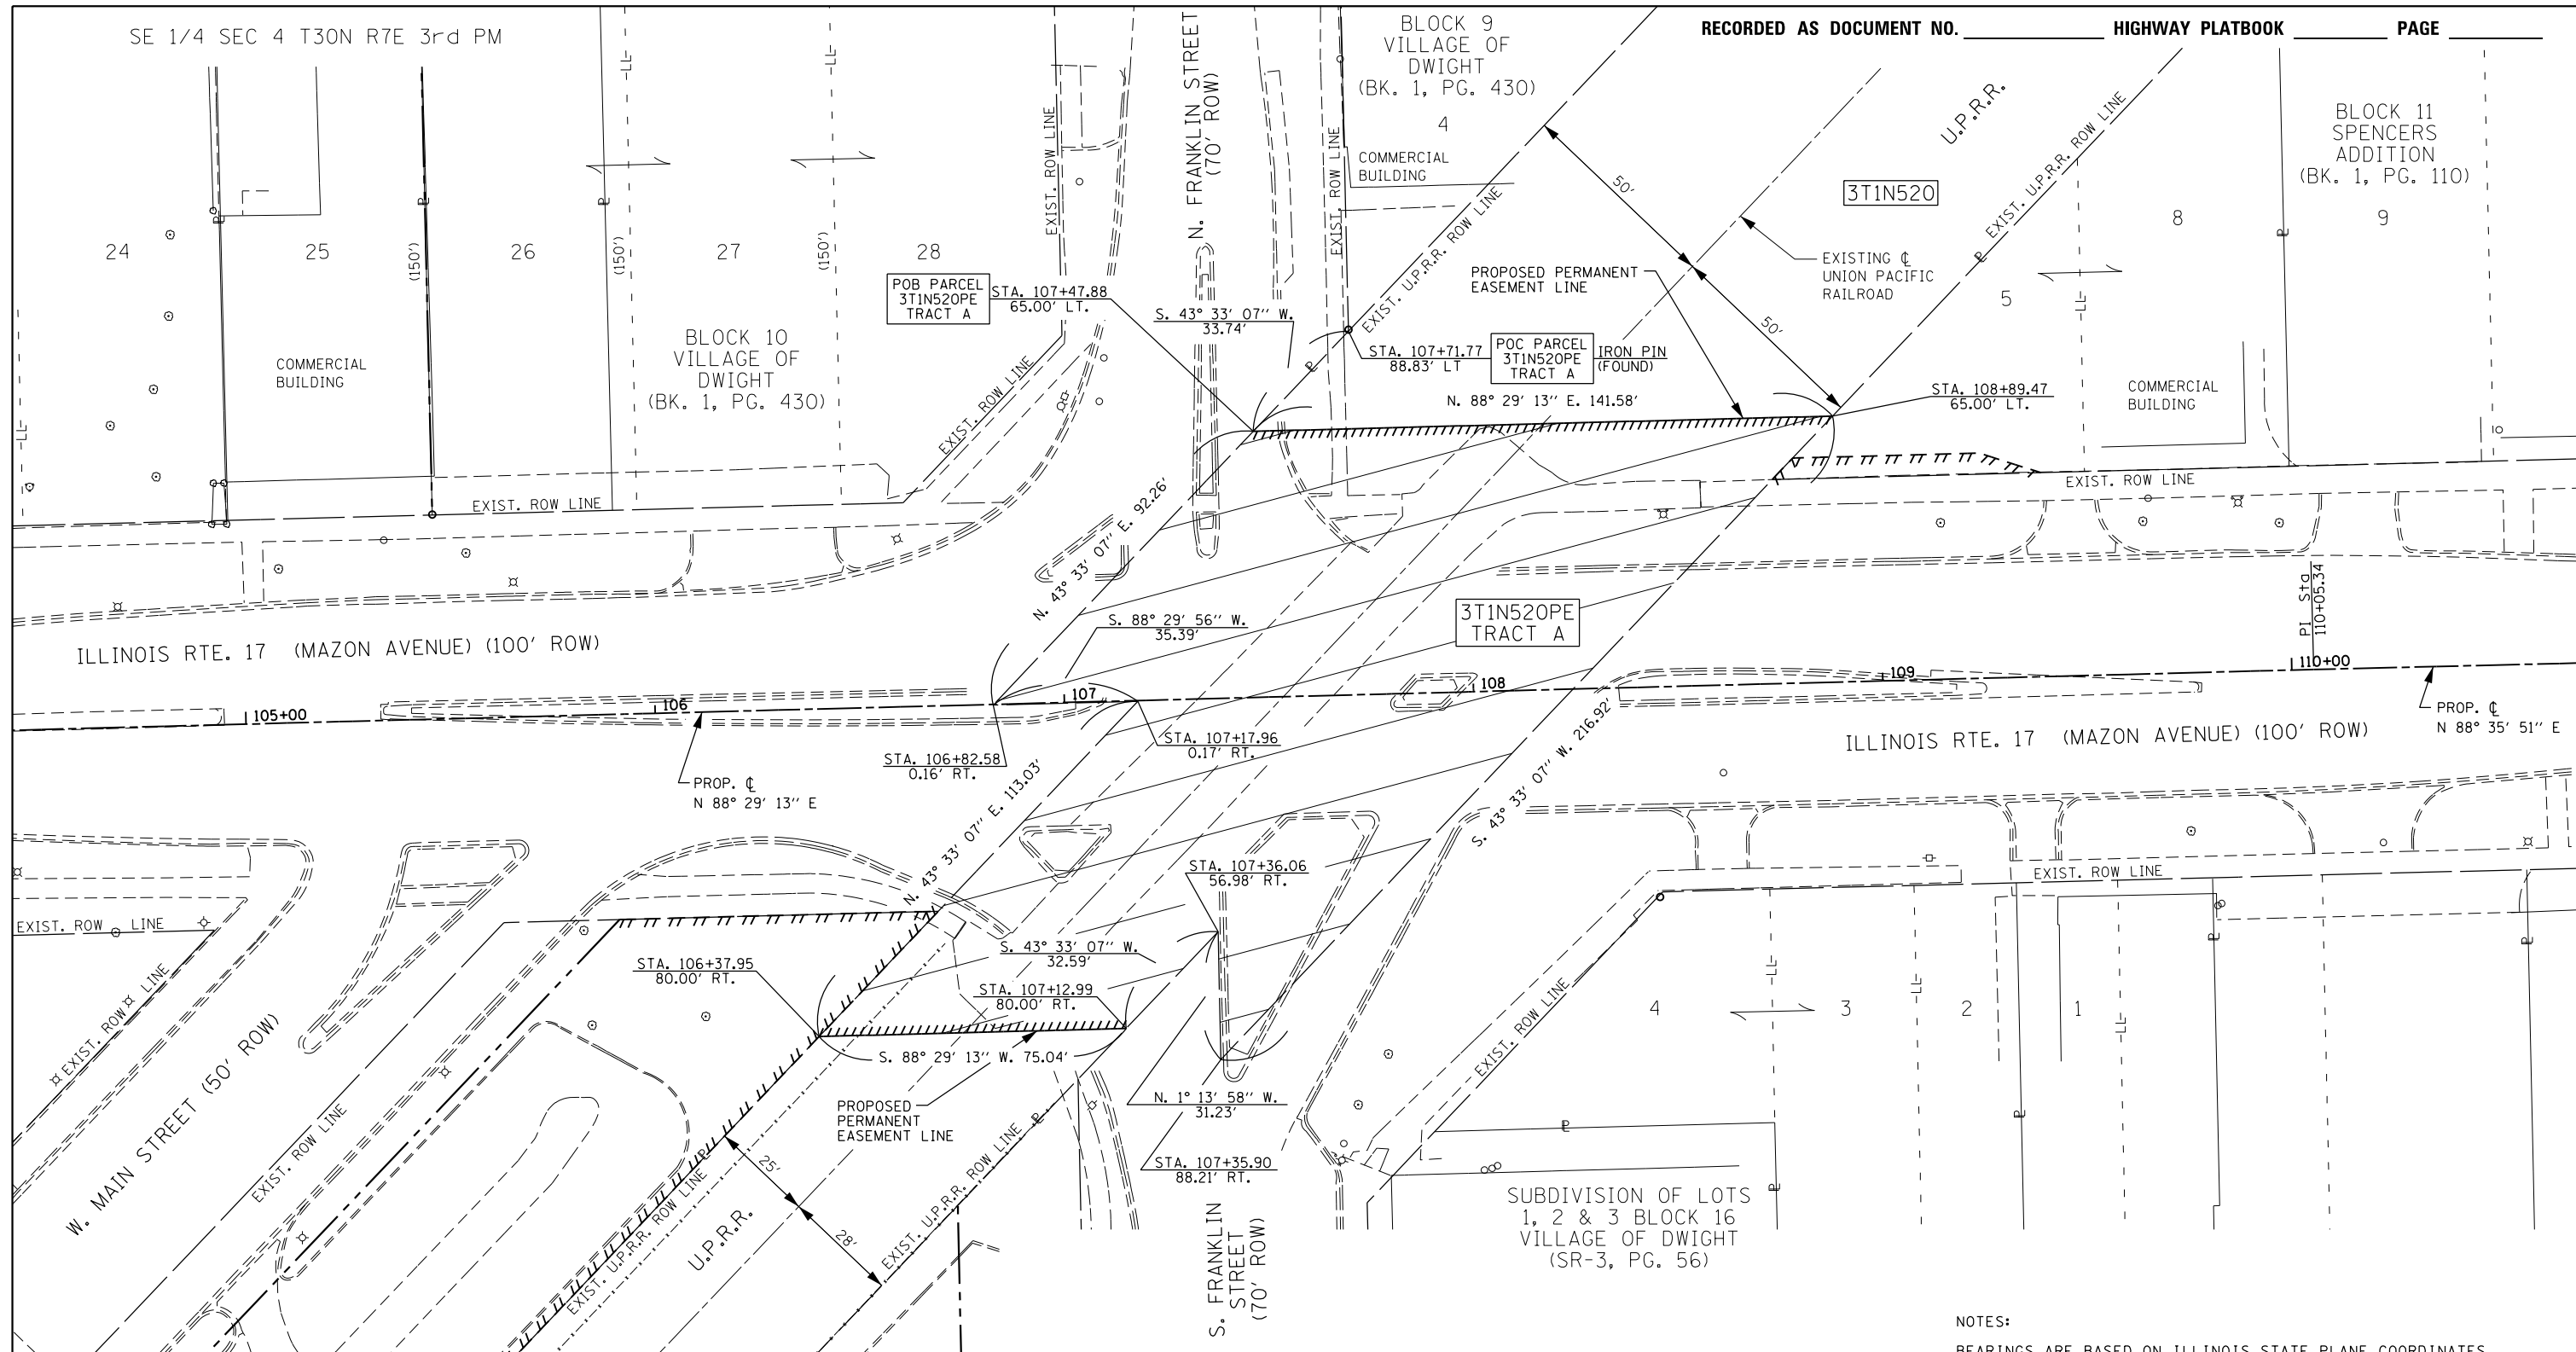 SE 1/4 SEC 4 T30N R7E 3rd PM
RECORDED AS DOCUMENT NO. HIGHWAY PLATBOOK PAGE
BLOCK 9
VILLAGE OF
DWIGHT
(BK. 1, PG. 430)
4
COMMERCIAL
BUILDING
N. FRANKLIN STREET
(70' ROW)
EXIST. ROW LINE
EXIST. ROW LINE
U.P.R.R.
3T1N520
EXIST. U.P.R.R. ROW LINE
EXIST. U.P.R.R. ROW LINE
50'
50'
EXISTING ℄
UNION PACIFIC
RAILROAD
BLOCK 11
SPENCERS
ADDITION
(BK. 1, PG. 110)
8
9
5
24
25
26
27
28
(150')
(150')
(150')
LL
LL
LL
LL
LL
COMMERCIAL
BUILDING
BLOCK 10
VILLAGE OF
DWIGHT
(BK. 1, PG. 430)
POB PARCEL
3T1N520PE
TRACT A
STA. 107+47.88
65.00' LT.
S. 43° 33' 07'' W.
33.74'
PROPOSED PERMANENT
EASEMENT LINE
STA. 107+71.77
88.83' LT
POC PARCEL
3T1N520PE
TRACT A
IRON PIN
(FOUND)
N. 88° 29' 13'' E. 141.58'
STA. 108+89.47
65.00' LT.
COMMERCIAL
BUILDING
EXIST. ROW LINE
EXIST. ROW LINE
EXIST. ROW LINE
N. 43° 33' 07'' E. 92.26'
S. 88° 29' 56'' W.
35.39'
3T1N520PE
TRACT A
PI Sta
110+05.34
ILLINOIS RTE. 17 (MAZON AVENUE) (100' ROW)
105+00
106
107
108
109
110+00
STA. 106+82.58
0.16' RT.
STA. 107+17.96
0.17' RT.
PROP. ℄
N 88° 29' 13'' E
PROP. ℄
N 88° 35' 51'' E
ILLINOIS RTE. 17 (MAZON AVENUE) (100' ROW)
N. 43° 33' 07'' E. 113.03'
S. 43° 33' 07'' W. 216.92'
STA. 107+36.06
56.98' RT.
EXIST. ROW LINE
EXIST. ROW LINE
EXIST. ROW LINE
W. MAIN STREET (50' ROW)
EXIST. ROW LINE
STA. 106+37.95
80.00' RT.
S. 43° 33' 07'' W.
32.59'
STA. 107+12.99
80.00' RT.
S. 88° 29' 13'' W. 75.04'
PROPOSED
PERMANENT
EASEMENT LINE
N. 1° 13' 58'' W.
31.23'
STA. 107+35.90
88.21' RT.
EXIST. ROW LINE
4
3
2
1
LL
LL
LL
25'
28'
U.P.R.R.
EXIST. U.P.R.R. ROW LINE
EXIST. U.P.R.R. ROW LINE
S. FRANKLIN
STREET
(70' ROW)
SUBDIVISION OF LOTS
1, 2 & 3 BLOCK 16
VILLAGE OF DWIGHT
(SR-3, PG. 56)
NOTES:
BEARINGS ARE BASED ON ILLINOIS STATE PLANE COORDINATES